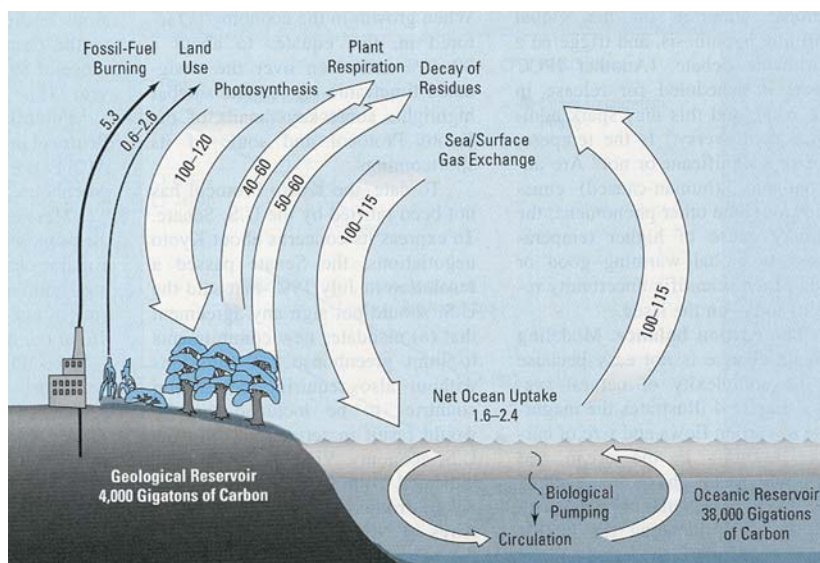 Fossil-Fuel
Burning
Land
Use
Photosynthesis
Plant
Respiration
Decay of
Residues
Sea/Surface
Gas Exchange
5.3
0.6–2.6
100–120
40–60
50–60
100–115
100–115
Net Ocean Uptake
1.6–2.4
Geological Reservoir
4,000 Gigatons of Carbon
Biological
Pumping
Circulation
Oceanic Reservoir
38,000 Gigations
of Carbon